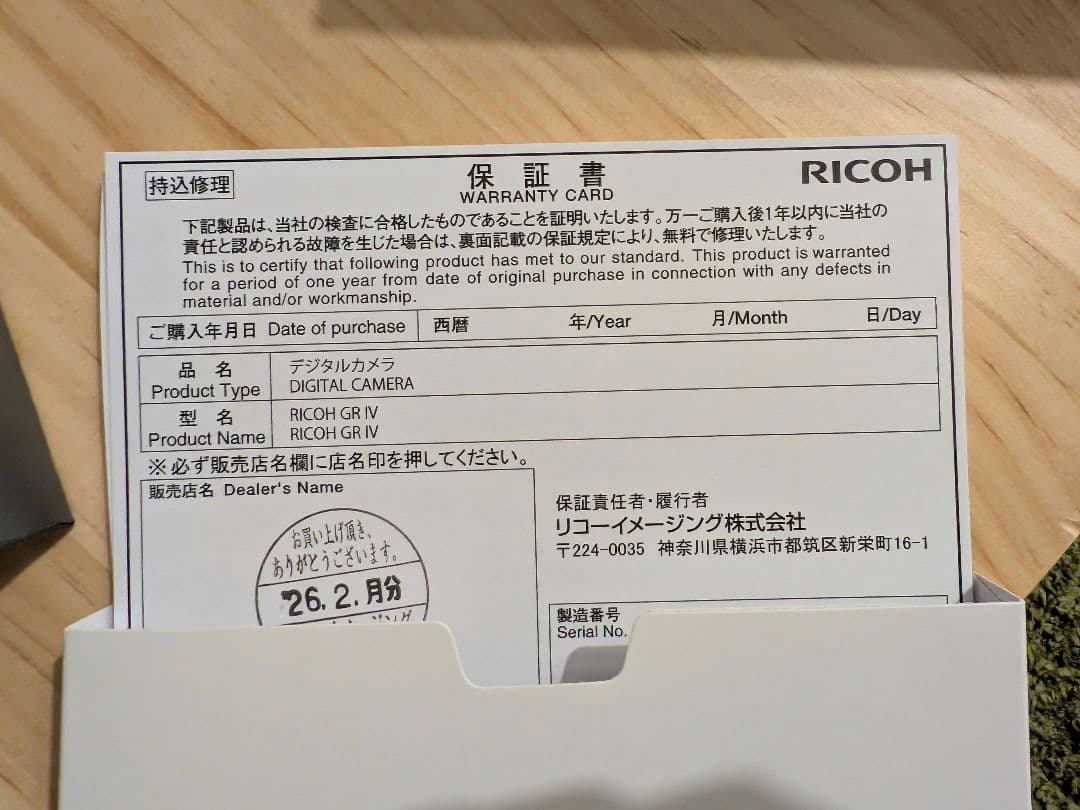 持込修理
保証書
WARRANTY CARD
RICOH
下記製品は、当社の検査に合格したものであることを証明いたします。万一ご購入後1年以内に当社の
責任と認められる故障を生じた場合は、裏面記載の保証規定により、無料で修理いたします。
This is to certify that following product has met to our standard. This product is warranted
for a period of one year from date of original purchase in connection with any defects in
material and/or workmanship.
ご購入年月日 Date of purchase 西暦 年/Year 月/Month 日/Day
品名 デジタルカメラ
Product Type DIGITAL CAMERA
型名 RICOH GR IV
Product Name RICOH GR IV
※必ず販売店名欄に店名印を押してください。
販売店名 Dealer's Name
お買い上げ頂き、
ありがとうございます。
'26.2.月分
保証責任者・履行者
リコーイメージング株式会社
〒224-0035 神奈川県横浜市都筑区新栄町16-1
製造番号
Serial No.